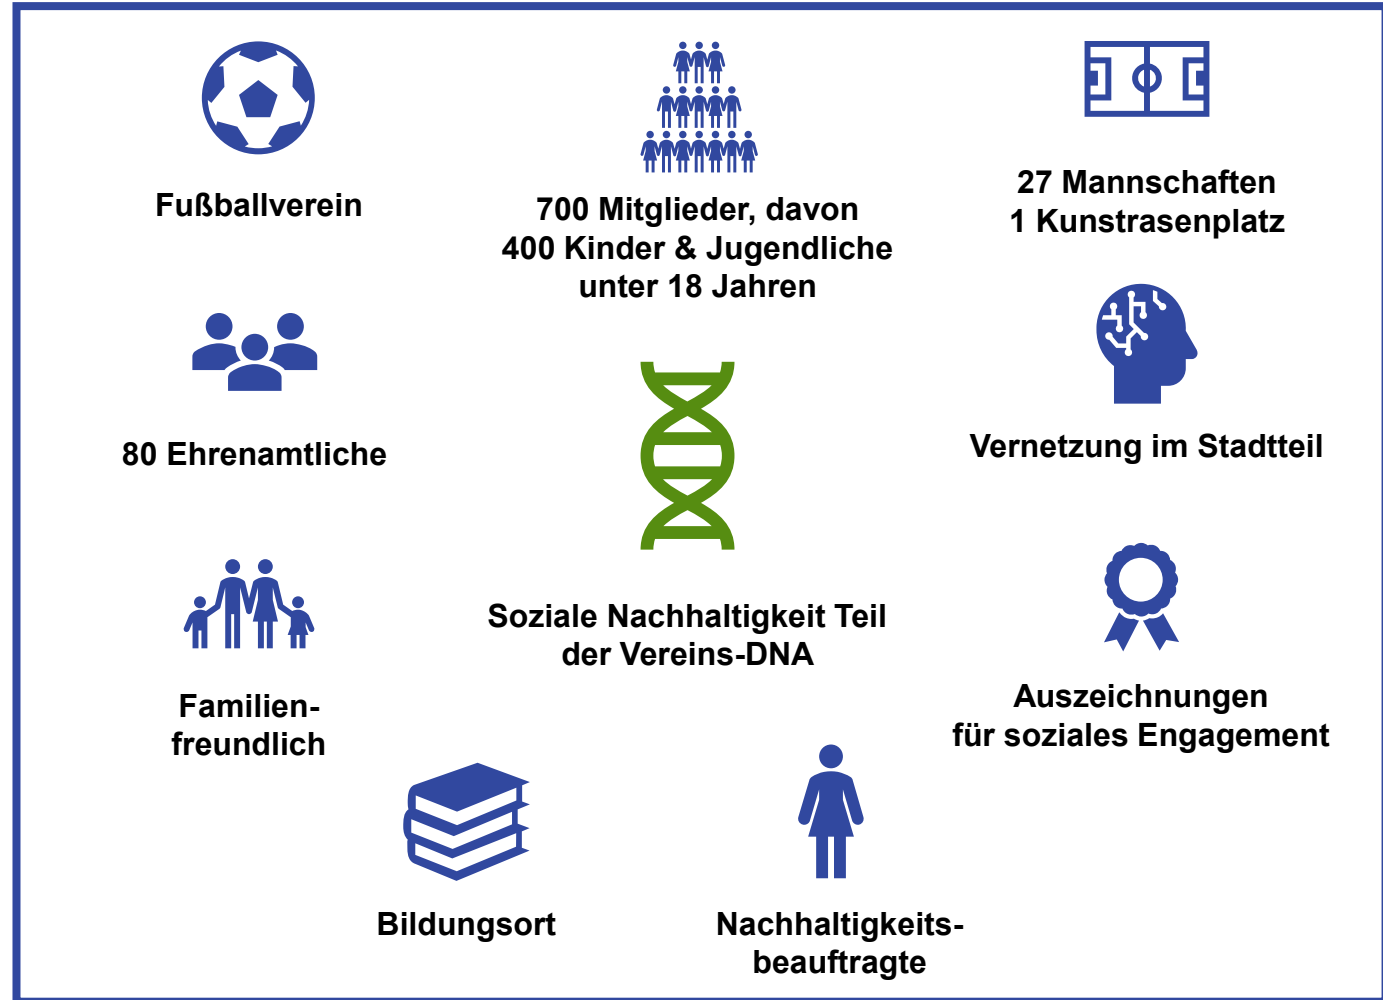 Fußballverein
700 Mitglieder, davon
400 Kinder & Jugendliche
unter 18 Jahren
27 Mannschaften
1 Kunstrasenplatz
80 Ehrenamtliche
Vernetzung im Stadtteil
Soziale Nachhaltigkeit Teil
der Vereins-DNA
Familien-
freundlich
Auszeichnungen
für soziales Engagement
Bildungsort
Nachhaltigkeits-
beauftragte